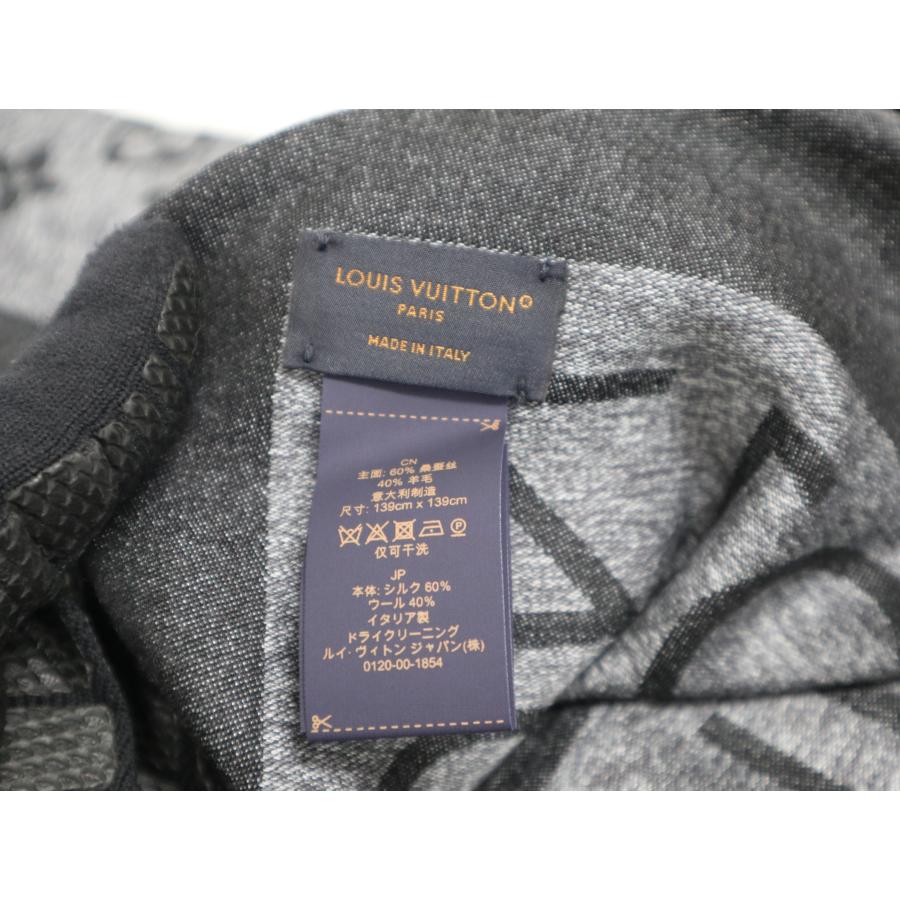 LOUIS VUITTON
PARIS
MADE IN ITALY
CN
主面: 60% 桑蚕丝
40% 羊毛
意大利制造
尺寸: 139cm x 139cm
P
仅可干洗
JP
本体: シルク 60%
ウール 40%
イタリア製
ドライクリーニング
ルイ·ヴィトン ジャパン(株)
0120-00-1854